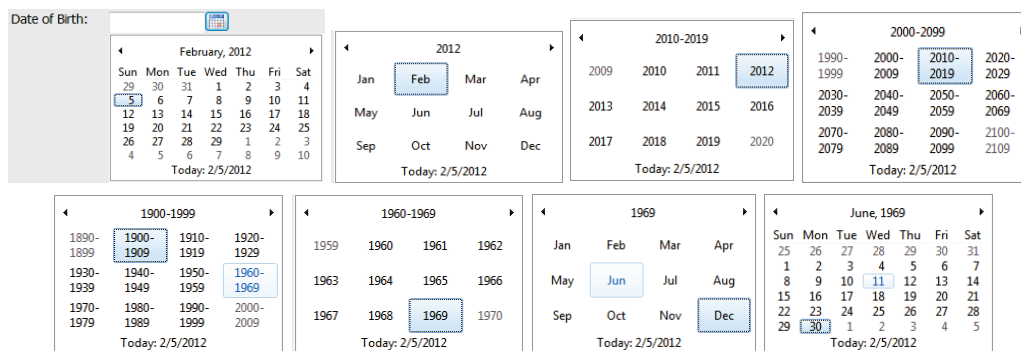 Date of Birth:
February, 2012
Sun Mon Tue Wed Thu Fri Sat
29 30 31 1 2 3 4
5 6 7 8 9 10 11
12 13 14 15 16 17 18
19 20 21 22 23 24 25
26 27 28 29 1 2 3
4 5 6 7 8 9 10
Today: 2/5/2012
2012
Jan Feb Mar Apr
May Jun Jul Aug
Sep Oct Nov Dec
Today: 2/5/2012
2010-2019
2009 2010 2011 2012
2013 2014 2015 2016
2017 2018 2019 2020
Today: 2/5/2012
2000-2099
1990- 2000- 2010- 2020-
1999 2009 2019 2029
2030- 2040- 2050- 2060-
2039 2049 2059 2069
2070- 2080- 2090- 2100-
2079 2089 2099 2109
Today: 2/5/2012
1900-1999
1890- 1900- 1910- 1920-
1899 1909 1919 1929
1930- 1940- 1950- 1960-
1939 1949 1959 1969
1970- 1980- 1990- 2000-
1979 1989 1999 2009
Today: 2/5/2012
1960-1969
1959 1960 1961 1962
1963 1964 1965 1966
1967 1968 1969 1970
Today: 2/5/2012
1969
Jan Feb Mar Apr
May Jun Jul Aug
Sep Oct Nov Dec
Today: 2/5/2012
June, 1969
Sun Mon Tue Wed Thu Fri Sat
25 26 27 28 29 30 31
1 2 3 4 5 6 7
8 9 10 11 12 13 14
15 16 17 18 19 20 21
22 23 24 25 26 27 28
29 30 1 2 3 4 5
Today: 2/5/2012